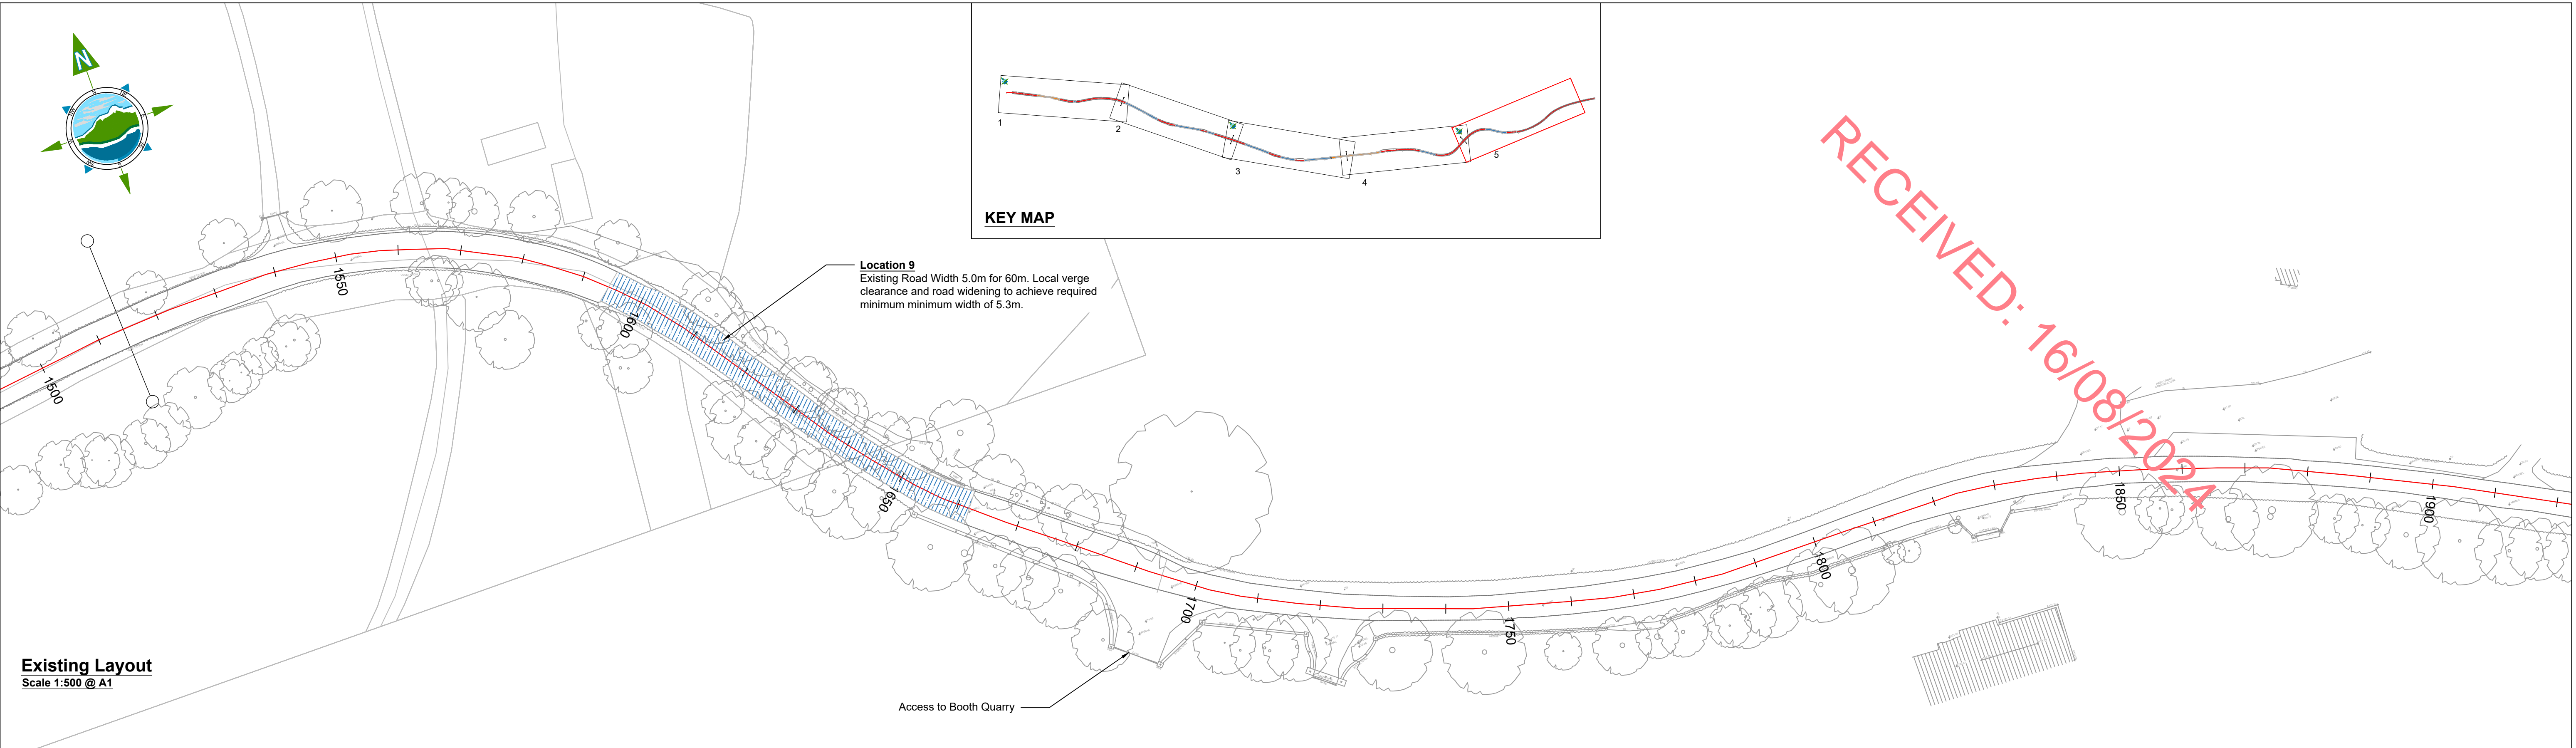 N
1
2
3
4
5
KEY MAP
RECEIVED: 16/08/2024
Location 9
Existing Road Width 5.0m for 60m. Local verge
clearance and road widening to achieve required
minimum minimum width of 5.3m.
1500
1550
1600
1650
1700
1750
1800
1850
1900
Existing Layout
Scale 1:500 @ A1
Access to Booth Quarry